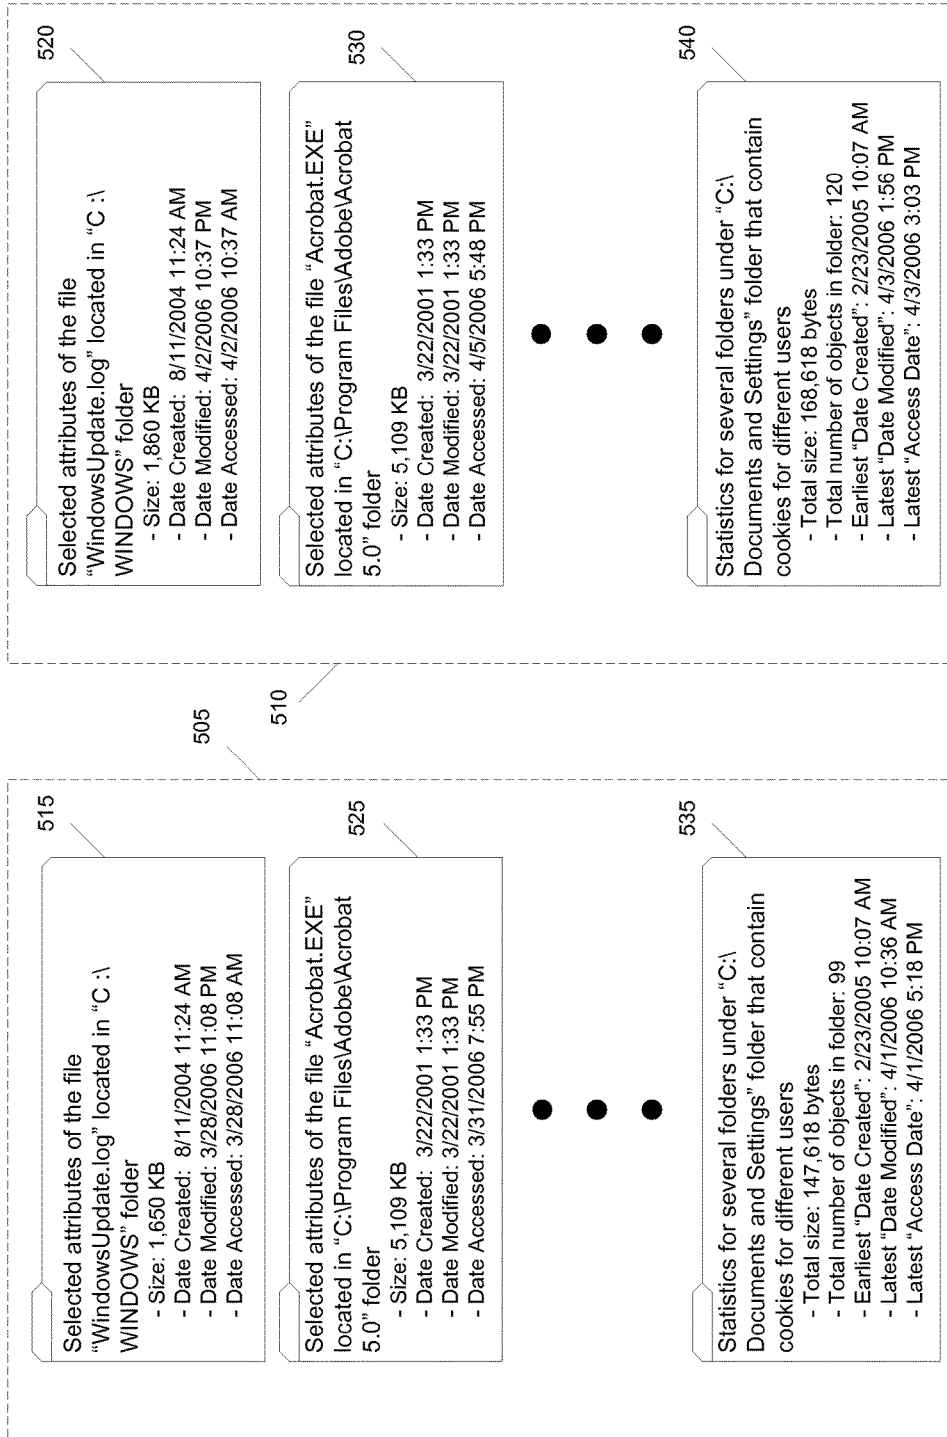 505
515
Selected attributes of the file
“WindowsUpdate.log” located in “C :\
WINDOWS” folder
- Size: 1,650 KB
- Date Created: 8/11/2004 11:24 AM
- Date Modified: 3/28/2006 11:08 PM
- Date Accessed: 3/28/2006 11:08 AM
525
Selected attributes of the file “Acrobat.EXE”
located in “C:\Program Files\Adobe\Acrobat
5.0” folder
- Size: 5,109 KB
- Date Created: 3/22/2001 1:33 PM
- Date Modified: 3/22/2001 1:33 PM
- Date Accessed: 3/31/2006 7:55 PM
535
Statistics for several folders under “C:\
Documents and Settings” folder that contain
cookies for different users
- Total size: 147,618 bytes
- Total number of objects in folder: 99
- Earliest “Date Created”: 2/23/2005 10:07 AM
- Latest “Date Modified”: 4/1/2006 10:36 AM
- Latest “Access Date”: 4/1/2006 5:18 PM
510
520
Selected attributes of the file
“WindowsUpdate.log” located in “C :\
WINDOWS” folder
- Size: 1,860 KB
- Date Created: 8/11/2004 11:24 AM
- Date Modified: 4/2/2006 10:37 PM
- Date Accessed: 4/2/2006 10:37 AM
530
Selected attributes of the file “Acrobat.EXE”
located in “C:\Program Files\Adobe\Acrobat
5.0” folder
- Size: 5,109 KB
- Date Created: 3/22/2001 1:33 PM
- Date Modified: 3/22/2001 1:33 PM
- Date Accessed: 4/5/2006 5:48 PM
540
Statistics for several folders under “C:\
Documents and Settings” folder that contain
cookies for different users
- Total size: 168,618 bytes
- Total number of objects in folder: 120
- Earliest “Date Created”: 2/23/2005 10:07 AM
- Latest “Date Modified”: 4/3/2006 1:56 PM
- Latest “Access Date”: 4/3/2006 3:03 PM